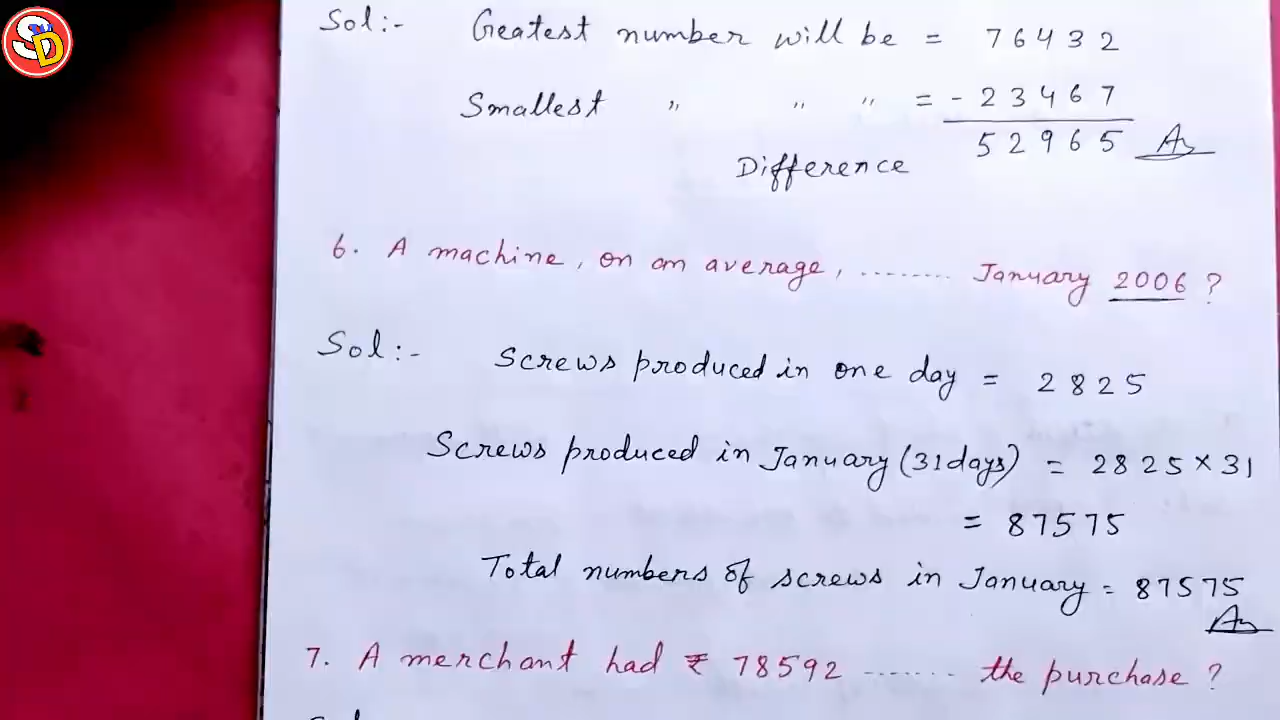 SD
Sol:- Greatest number will be = 76432
Smallest " " " = - 23467
52965 Ans
Difference
6. A machine, on an average, ........ January 2006 ?
Sol:- Screws produced in one day = 2825
Screws produced in January (31 days) = 2825 × 31
= 87575
Total numbers of screws in January = 87575
Ans
7. A merchant had ₹ 78592 ....... the purchase ?